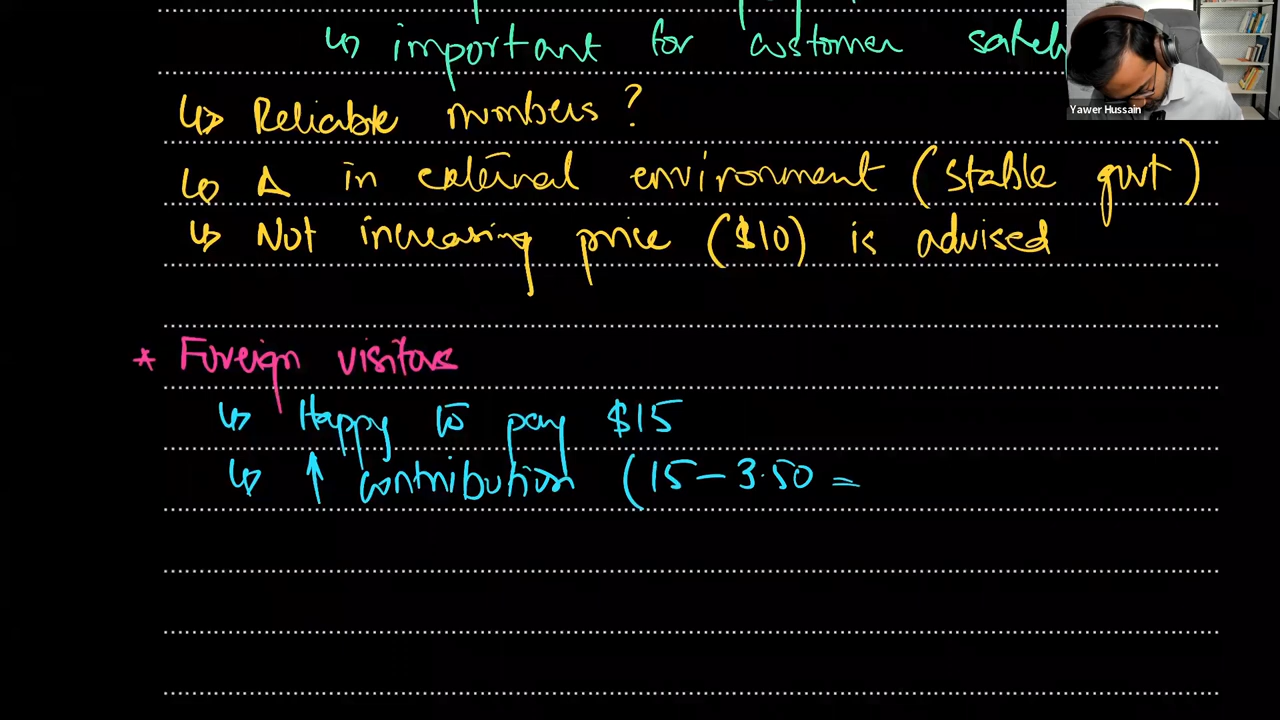 ↳ important for customer
Yawer Hussain
↳ Reliable numbers?
↳ Δ in external environment (stable govt)
↳ Not increasing price ($10) is advised
* Foreign visitors
↳ Happy to pay $15
↳ ↑ contribution (15 - 3.50 =